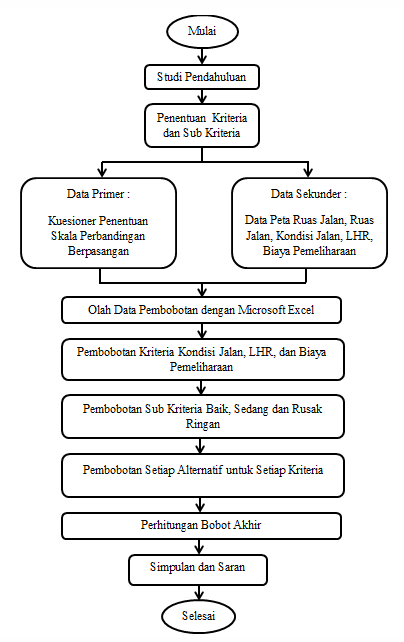 Mulai
Studi Pendahuluan
Penentuan Kriteria
dan Sub Kriteria
Data Primer :
Kuesioner Penentuan
Skala Perbandingan
Berpasangan
Data Sekunder :
Data Peta Ruas Jalan, Ruas
Jalan, Kondisi Jalan, LHR,
Biaya Pemeliharaan
Olah Data Pembobotan dengan Microsoft Excel
Pembobotan Kriteria Kondisi Jalan, LHR, dan Biaya
Pemeliharaan
Pembobotan Sub Kriteria Baik, Sedang dan Rusak
Ringan
Pembobotan Setiap Alternatif untuk Setiap Kriteria
Perhitungan Bobot Akhir
Simpulan dan Saran
Selesai